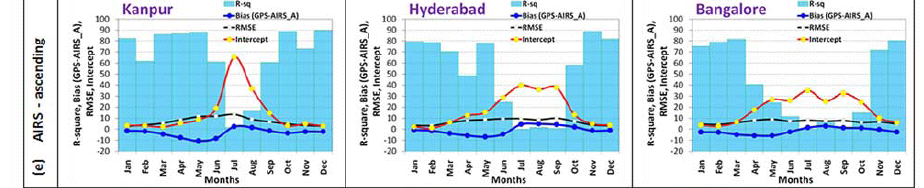 (e) AIRS - ascending
Kanpur
R-sq
Bias (GPS-AIRS_A)
RMSE
Intercept
R-square, Bias (GPS-AIRS_A),
RMSE, Intercept
100
90
80
70
60
50
40
30
20
10
0
-10
-20
Jan Feb Mar Apr May Jun Jul Aug Sep Oct Nov Dec
Months
Hyderabad
R-sq
Bias (GPS-AIRS_A)
RMSE
Intercept
R-square, Bias (GPS-AIRS_A),
RMSE, Intercept
100
90
80
70
60
50
40
30
20
10
0
-10
-20
Jan Feb Mar Apr May Jun Jul Aug Sep Oct Nov Dec
Months
Bangalore
R-sq
Bias (GPS-AIRS_A)
RMSE
Intercept
R-square, Bias (GPS-AIRS_A),
RMSE, Intercept
100
90
80
70
60
50
40
30
20
10
0
-10
-20
Jan Feb Mar Apr May Jun Jul Aug Sep Oct Nov Dec
Months